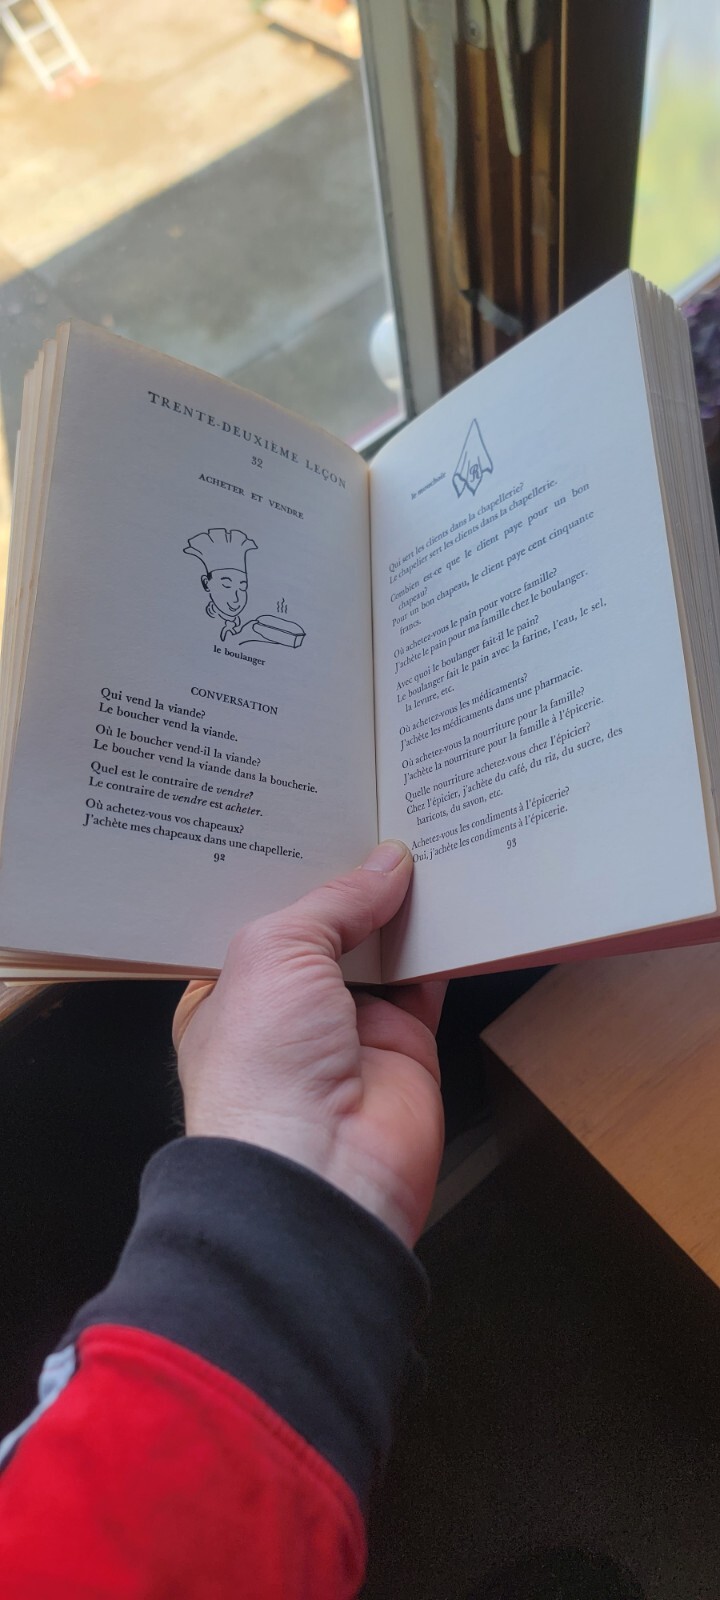 TRENTE-DEUXIÈME LEÇON
32
ACHETER ET VENDRE
le boulanger
CONVERSATION
Qui vend la viande?
Le boucher vend la viande.
Où le boucher vend-il la viande?
Le boucher vend la viande dans la boucherie.
Quel est le contraire de vendre?
Le contraire de vendre est acheter.
Où achetez-vous vos chapeaux?
J'achète mes chapeaux dans une chapellerie.
92
le mouchoir
R
Qui sert les clients dans la chapellerie?
Le chapelier sert les clients dans la chapellerie.
Combien est-ce que le client paye pour un bon
chapeau?
Pour un bon chapeau, le client paye cent cinquante
francs.
Où achetez-vous le pain pour votre famille?
J'achète le pain pour ma famille chez le boulanger.
Avec quoi le boulanger fait-il le pain?
Le boulanger fait le pain avec la farine, l'eau, le sel,
la levure, etc.
Où achetez-vous les médicaments?
J'achète les médicaments dans une pharmacie.
Où achetez-vous la nourriture pour la famille?
J'achète la nourriture pour la famille à l'épicerie.
Quelle nourriture achetez-vous chez l'épicier?
Chez l'épicier, j'achète du café, du riz, du sucre, des
haricots, du savon, etc.
Achetez-vous les condiments à l'épicerie?
Oui, j'achète les condiments à l'épicerie.
93